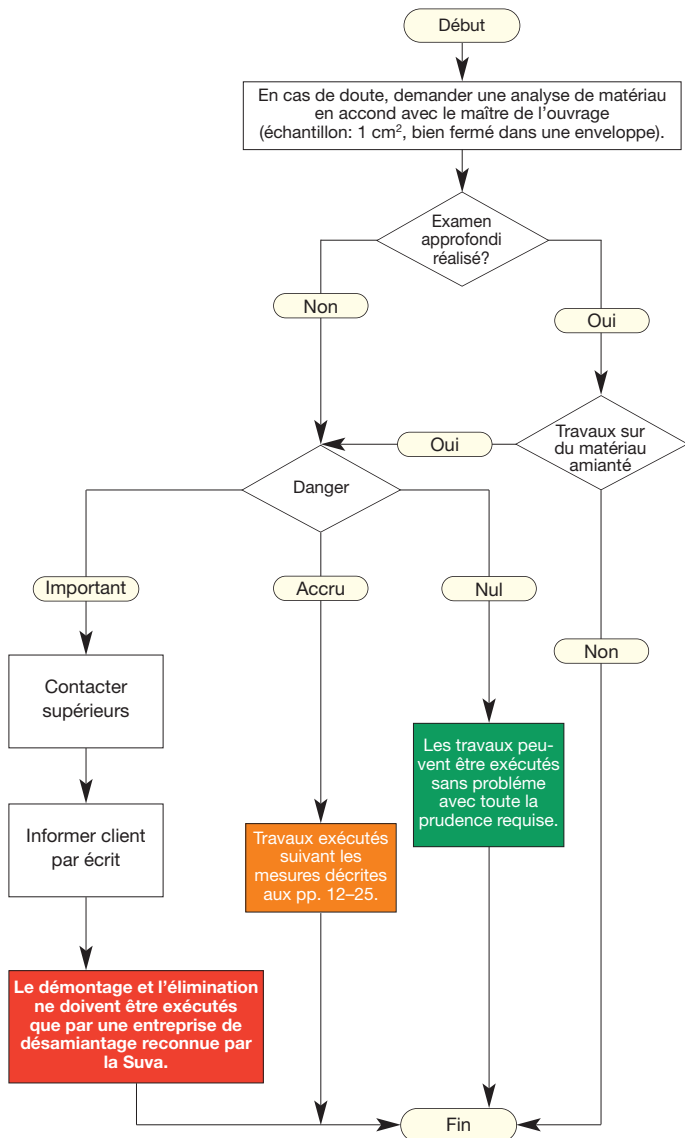 Début
En cas de doute, demander une analyse de matériau
en accond avec le maître de l'ouvrage
(échantillon: 1 cm², bien fermé dans une enveloppe).
Examen
approfondi
réalisé?
Non
Oui
Oui
Travaux sur
du matériau
amianté
Danger
Important
Accru
Nul
Non
Contacter
supérieurs
Les travaux peu-
vent être exécutés
sans probléme
avec toute la
prudence requise.
Informer client
par écrit
Travaux exécutés
suivant les
mesures décrites
aux pp. 12–25.
Le démontage et l'élimination
ne doivent être exécutés
que par une entreprise de
désamiantage reconnue par
la Suva.
Fin